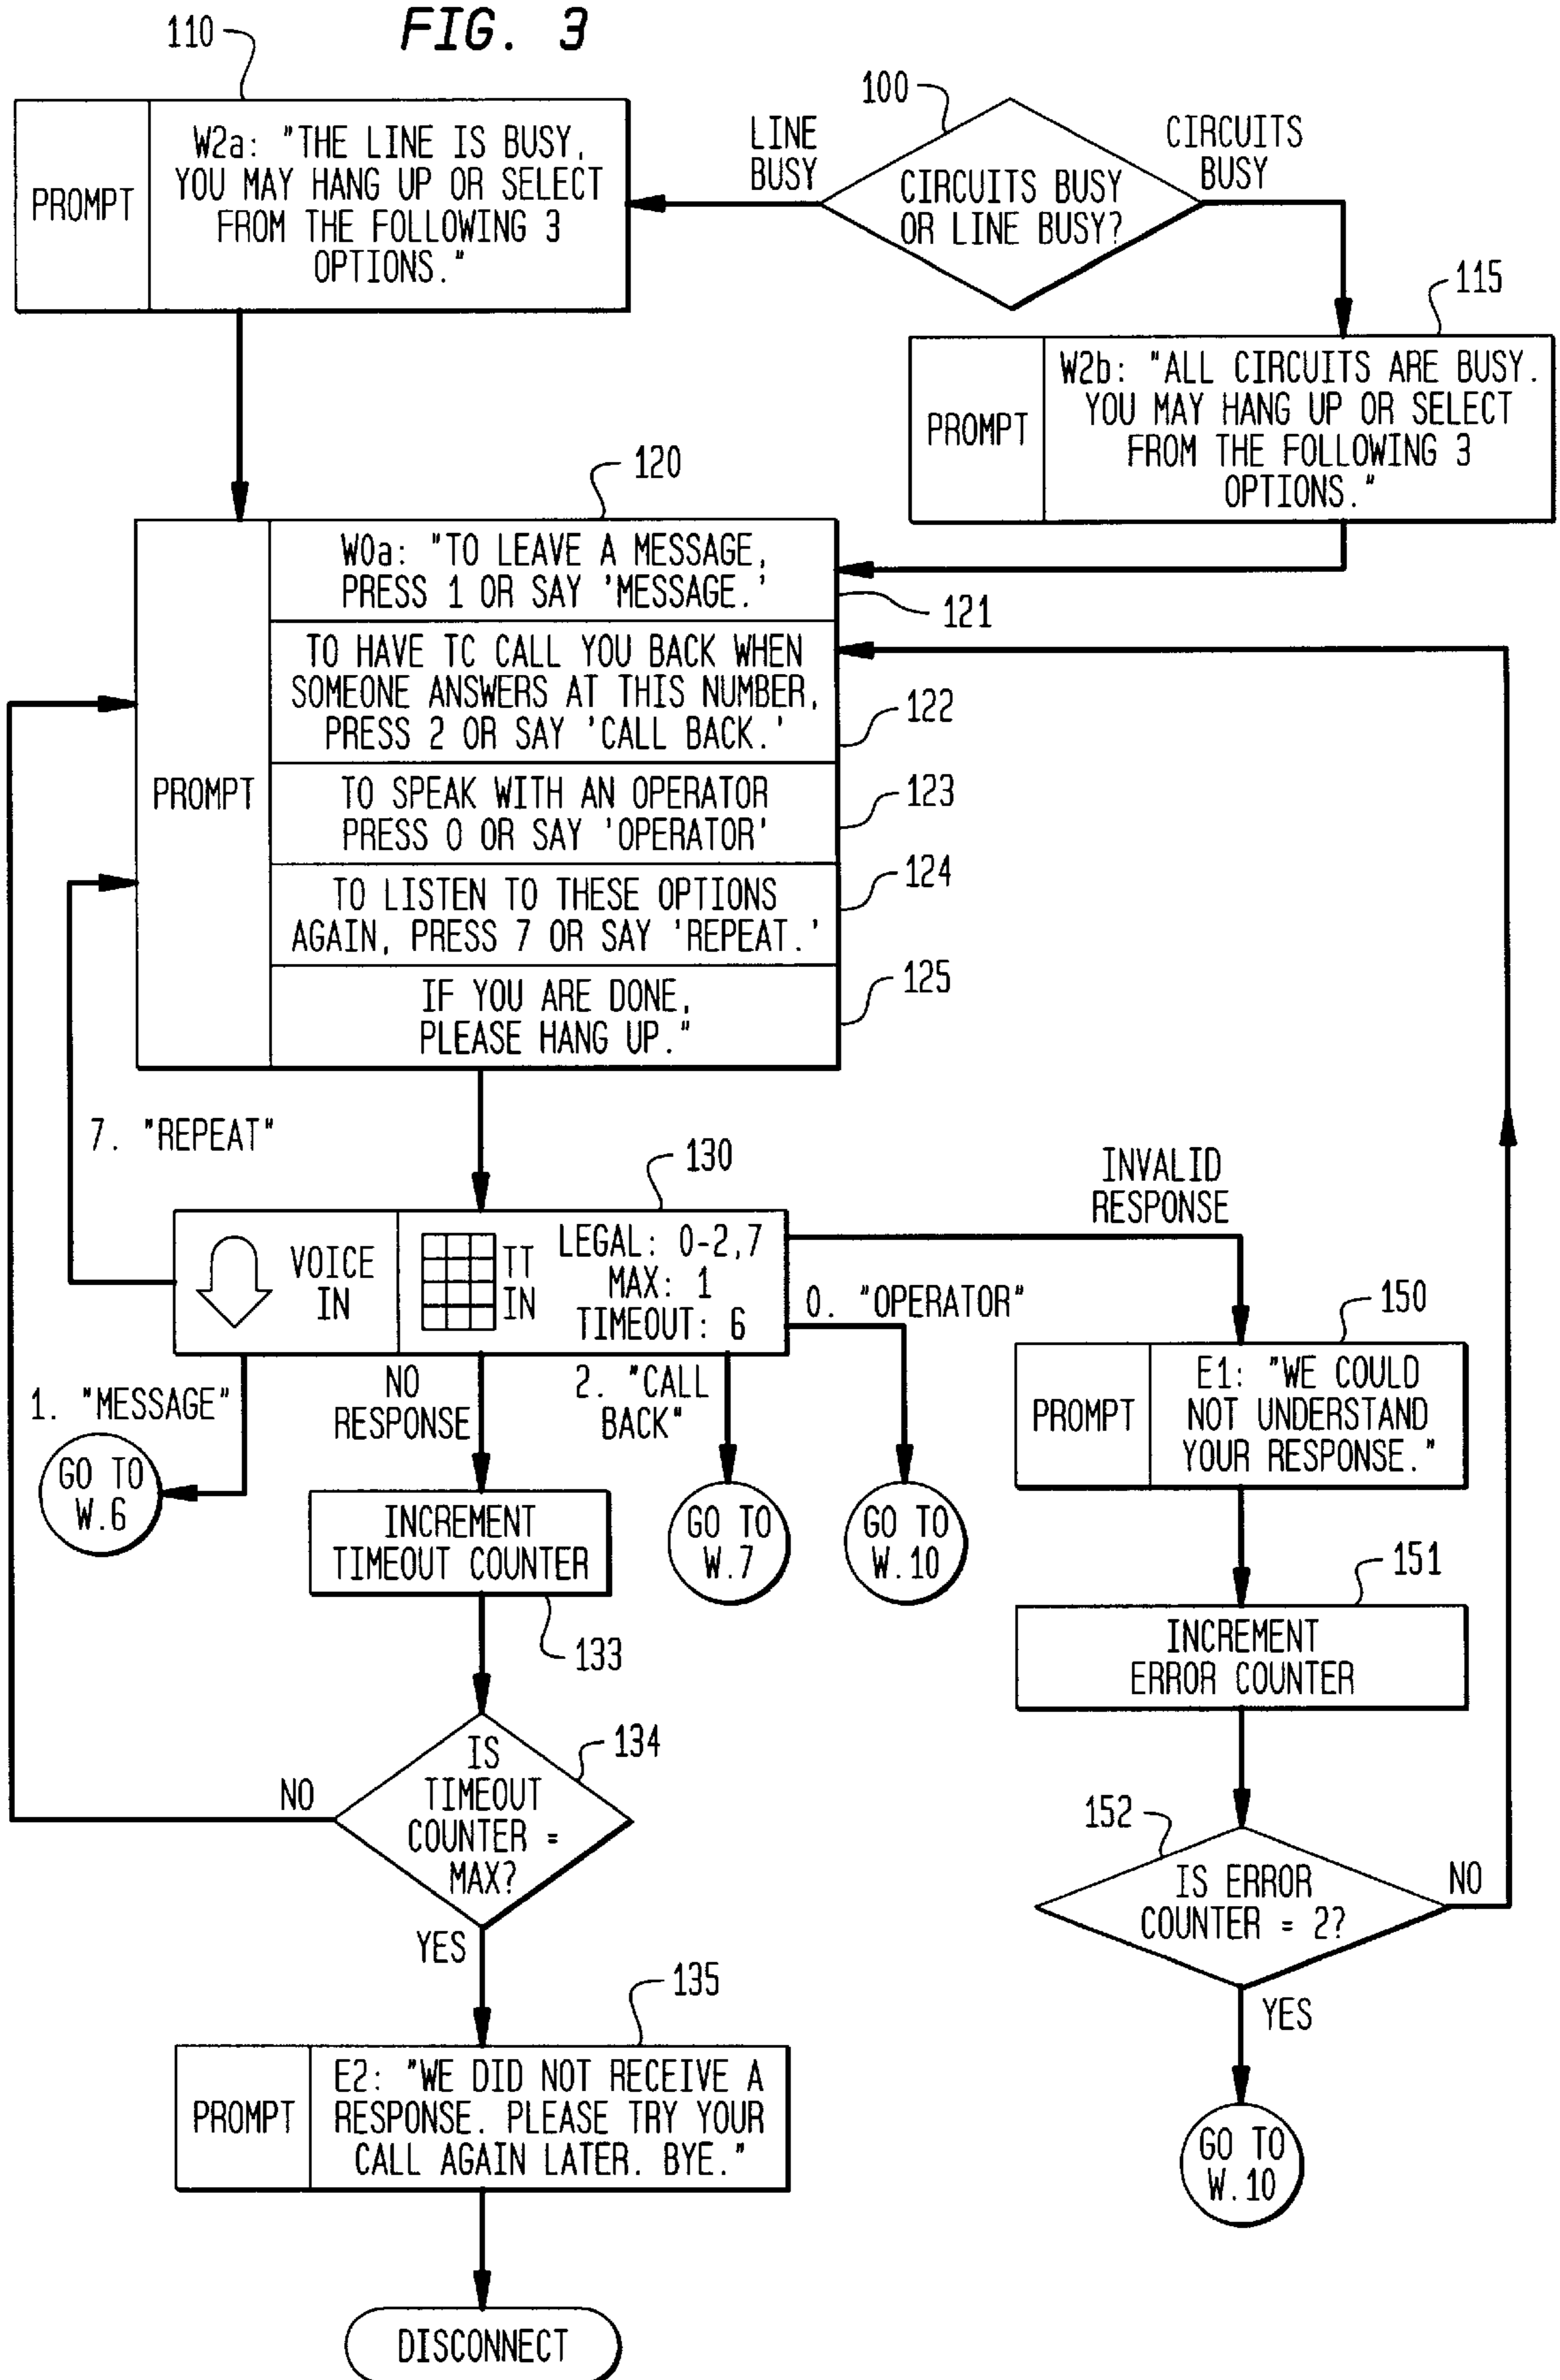 FIG. 3
110
PROMPT
W2a: "THE LINE IS BUSY,
YOU MAY HANG UP OR SELECT
FROM THE FOLLOWING 3
OPTIONS."
LINE
BUSY
100
CIRCUITS BUSY
OR LINE BUSY?
CIRCUITS
BUSY
115
PROMPT
W2b: "ALL CIRCUITS ARE BUSY.
YOU MAY HANG UP OR SELECT
FROM THE FOLLOWING 3
OPTIONS."
120
PROMPT
W0a: "TO LEAVE A MESSAGE,
PRESS 1 OR SAY 'MESSAGE.'
121
TO HAVE TC CALL YOU BACK WHEN
SOMEONE ANSWERS AT THIS NUMBER,
PRESS 2 OR SAY 'CALL BACK.'
122
TO SPEAK WITH AN OPERATOR
PRESS 0 OR SAY 'OPERATOR'
123
TO LISTEN TO THESE OPTIONS
AGAIN, PRESS 7 OR SAY 'REPEAT.'
124
IF YOU ARE DONE,
PLEASE HANG UP."
125
7. "REPEAT"
130
VOICE
IN
TT
IN
LEGAL: 0-2,7
MAX: 1
TIMEOUT: 6
INVALID
RESPONSE
0. "OPERATOR"
1. "MESSAGE"
GO TO
W.6
NO
RESPONSE
2. "CALL
BACK"
GO TO
W.7
GO TO
W.10
150
PROMPT
E1: "WE COULD
NOT UNDERSTAND
YOUR RESPONSE."
INCREMENT
TIMEOUT COUNTER
133
151
INCREMENT
ERROR COUNTER
134
IS
TIMEOUT
COUNTER =
MAX?
NO
YES
152
IS ERROR
COUNTER = 2?
NO
YES
GO TO
W.10
135
PROMPT
E2: "WE DID NOT RECEIVE A
RESPONSE. PLEASE TRY YOUR
CALL AGAIN LATER. BYE."
DISCONNECT